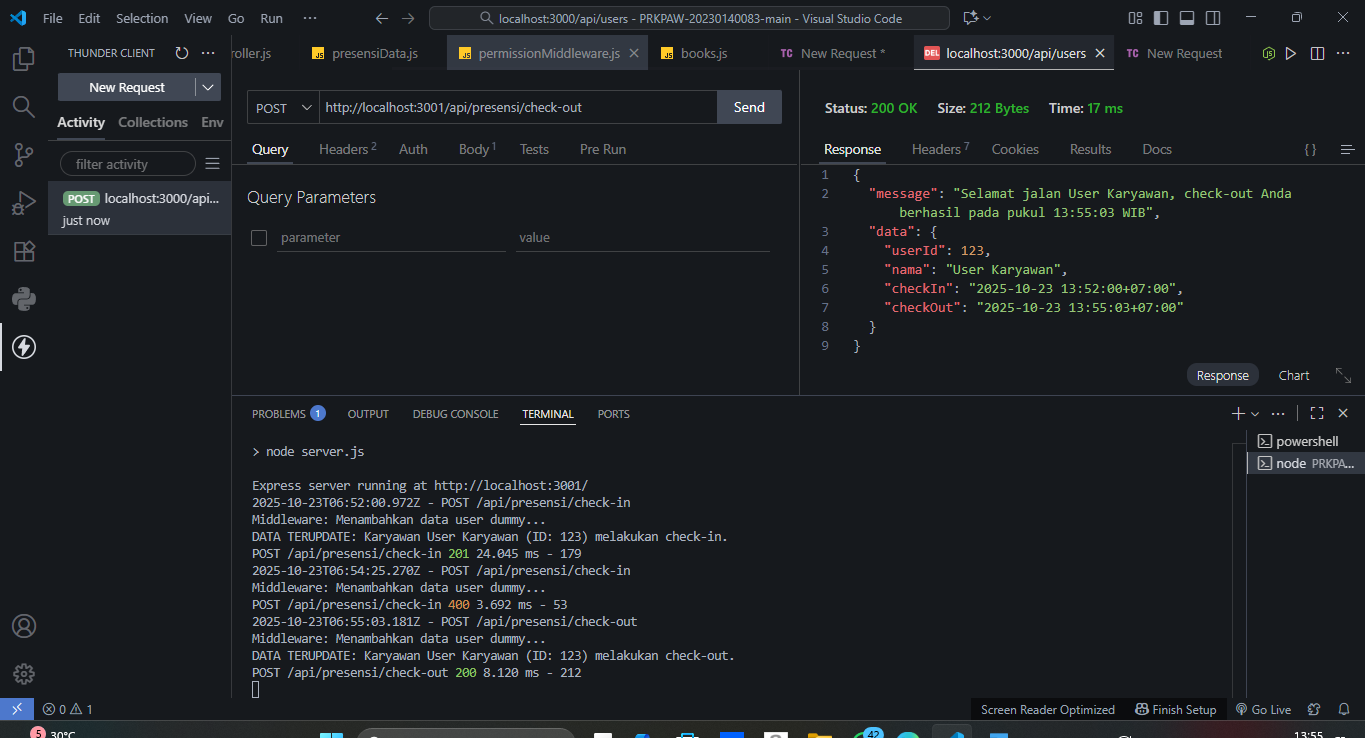 File Edit Selection View Go Run ··· localhost:3000/api/users - PRKPAW-20230140083-main - Visual Studio Code
THUNDER CLIENT
roller.js presensiData.js permissionMiddleware.js books.js TC New Request * DEL localhost:3000/api/users TC New Request
New Request
Activity Collections Env
filter activity
POST localhost:3000/api...
just now
POST http://localhost:3001/api/presensi/check-out Send
Query Headers 2 Auth Body 1 Tests Pre Run
Query Parameters
parameter value
Status: 200 OK Size: 212 Bytes Time: 17 ms
Response Headers 7 Cookies Results Docs { }
1 {
2 "message": "Selamat jalan User Karyawan, check-out Anda
berhasil pada pukul 13:55:03 WIB",
3 "data": {
4 "userId": 123,
5 "nama": "User Karyawan",
6 "checkIn": "2025-10-23 13:52:00+07:00",
7 "checkOut": "2025-10-23 13:55:03+07:00"
8 }
9 }
Response Chart
PROBLEMS 1 OUTPUT DEBUG CONSOLE TERMINAL PORTS
> node server.js
Express server running at http://localhost:3001/
2025-10-23T06:52:00.972Z - POST /api/presensi/check-in
Middleware: Menambahkan data user dummy...
DATA TERUPDATE: Karyawan User Karyawan (ID: 123) melakukan check-in.
POST /api/presensi/check-in 201 24.045 ms - 179
2025-10-23T06:54:25.270Z - POST /api/presensi/check-in
Middleware: Menambahkan data user dummy...
POST /api/presensi/check-in 400 3.692 ms - 53
2025-10-23T06:55:03.181Z - POST /api/presensi/check-out
Middleware: Menambahkan data user dummy...
DATA TERUPDATE: Karyawan User Karyawan (ID: 123) melakukan check-out.
POST /api/presensi/check-out 200 8.120 ms - 212
powershell
node PRKPA...
0 1 Screen Reader Optimized Finish Setup Go Live
5 30°C 42 13:55